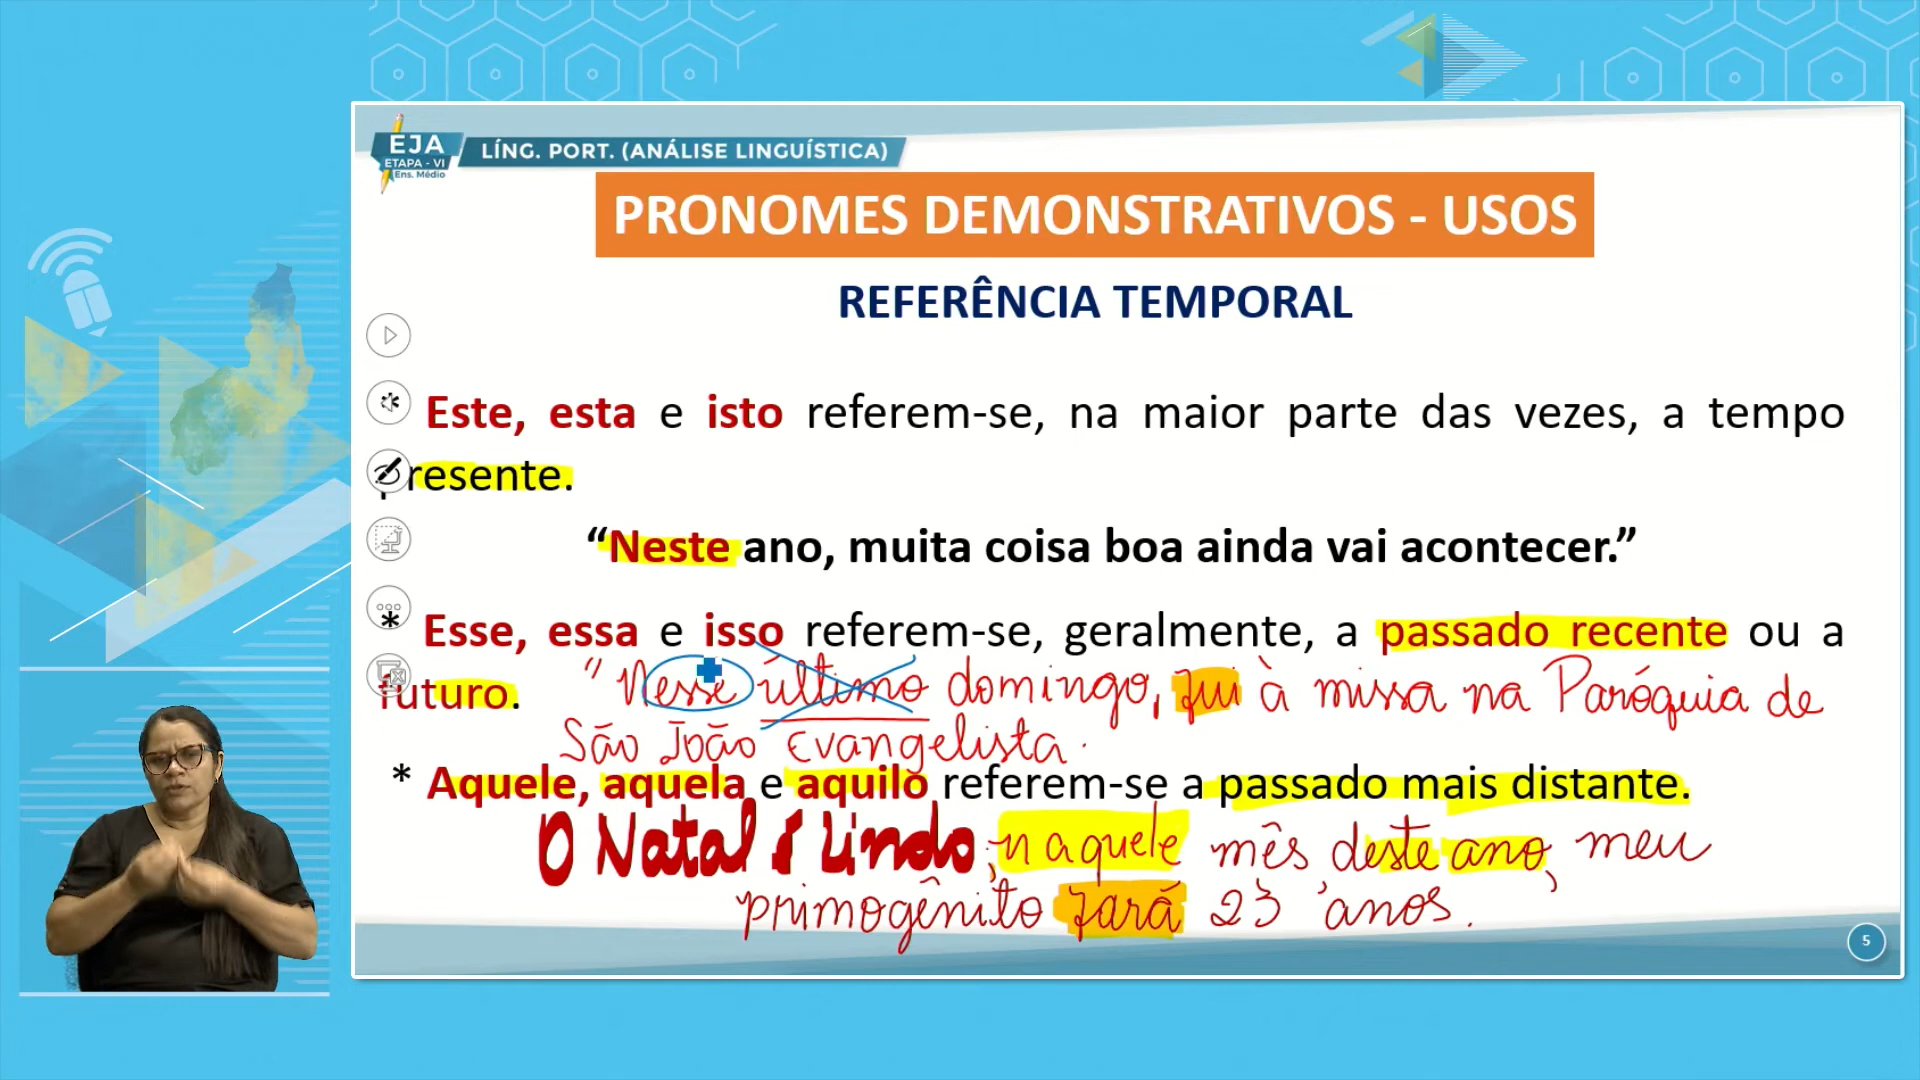 EJA
ETAPA - VI
Ens. Médio
LÍNG. PORT. (ANÁLISE LINGUÍSTICA)
PRONOMES DEMONSTRATIVOS - USOS
REFERÊNCIA TEMPORAL
* Este, esta e isto referem-se, na maior parte das vezes, a tempo
presente.
“Neste ano, muita coisa boa ainda vai acontecer.”
* Esse, essa e isso referem-se, geralmente, a passado recente ou a
futuro.
"Nesse último domingo, fui à missa na Paróquia de
São João Evangelista.
* Aquele, aquela e aquilo referem-se a passado mais distante.
O Natal é Lindo; naquele mês deste ano, meu
primogênito fará 23 anos.
5